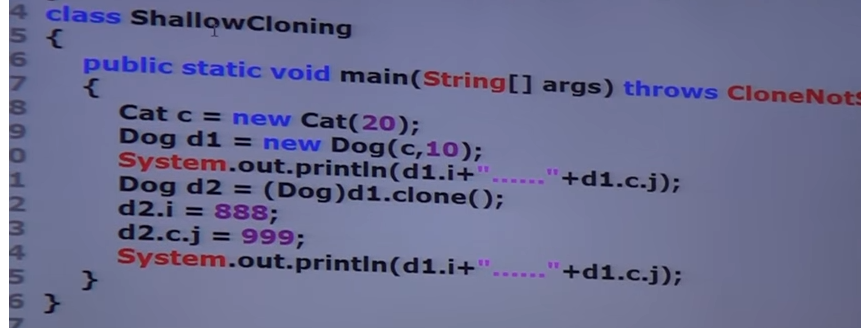 4 class ShallowCloning
5 {
6 public static void main(String[] args) throws CloneNotS
7 {
8 Cat c = new Cat(20);
9 Dog d1 = new Dog(c,10);
0 System.out.println(d1.i+"......"+d1.c.j);
1 Dog d2 = (Dog)d1.clone();
2 d2.i = 888;
3 d2.c.j = 999;
4 System.out.println(d1.i+"......"+d1.c.j);
5 }
6 }
7